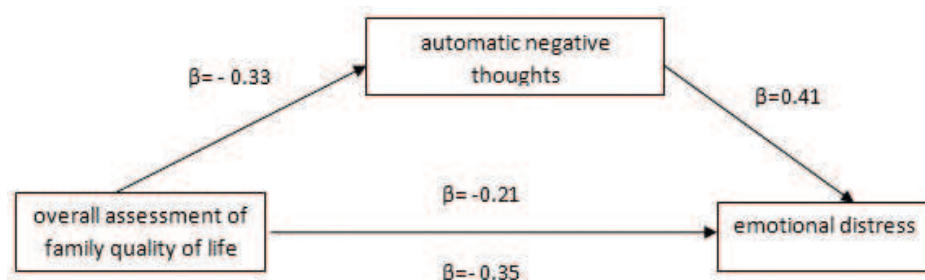 automatic negative
thoughts
β= - 0.33
β=0.41
β= -0.21
overall assessment of
family quality of life
emotional distress
β= - 0.35